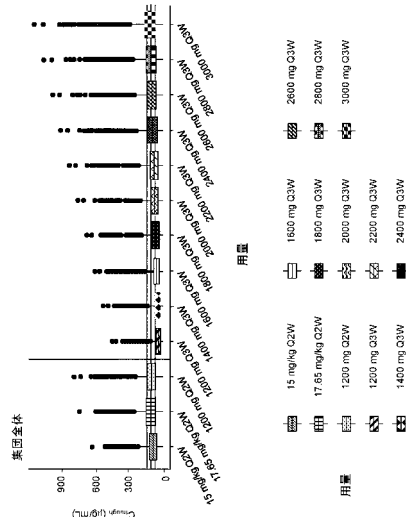 集団全体
Ctrough (μg/mL)
900
600
300
0
15 mg/kg Q2W
17.65 mg/kg Q2W
1200 mg Q2W
1200 mg Q3W
1400 mg Q3W
1600 mg Q3W
1800 mg Q3W
2000 mg Q3W
2200 mg Q3W
2400 mg Q3W
2600 mg Q3W
2800 mg Q3W
3000 mg Q3W
用量
用量
15 mg/kg Q2W
17.65 mg/kg Q2W
1200 mg Q2W
1200 mg Q3W
1400 mg Q3W
1600 mg Q3W
1800 mg Q3W
2000 mg Q3W
2200 mg Q3W
2400 mg Q3W
2600 mg Q3W
2800 mg Q3W
3000 mg Q3W